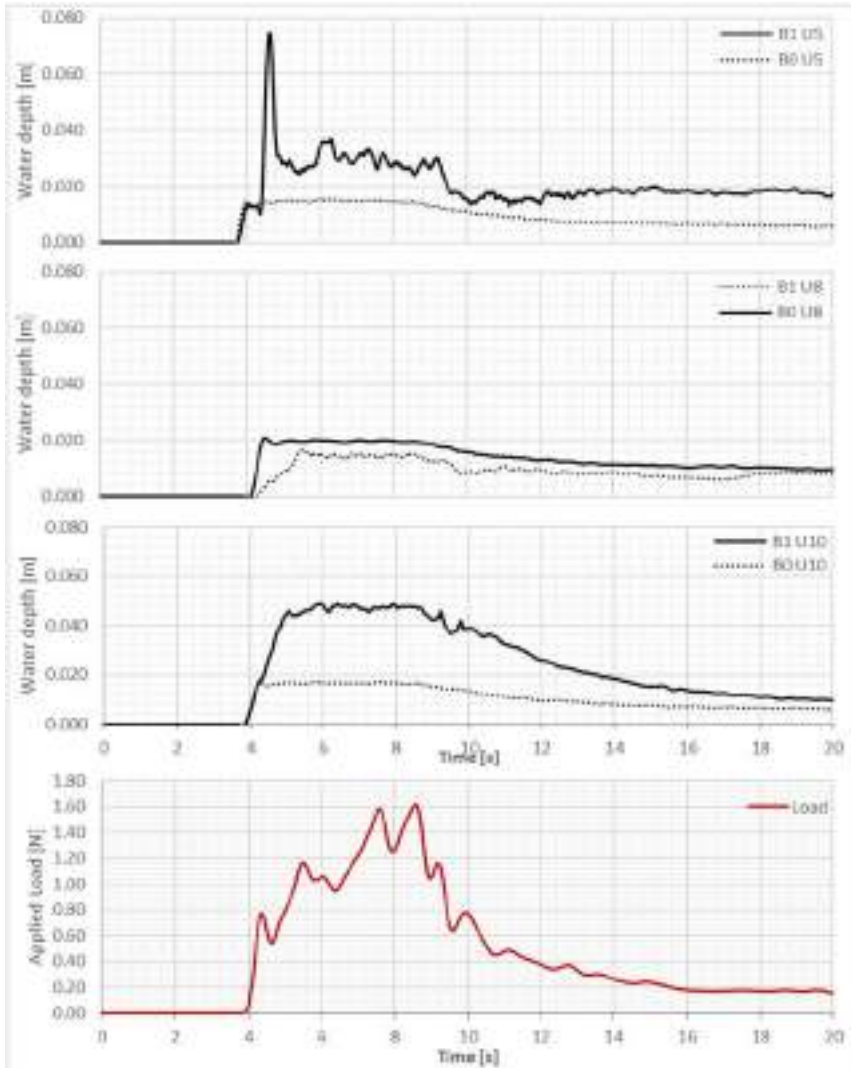 0.080
0.060
0.040
0.020
0.000
Water depth [m]
B1 U5
B0 U5
0.080
0.060
0.040
0.020
0.000
Water depth [m]
B1 U8
B0 U8
0.080
0.060
0.040
0.020
0.000
Water depth [m]
B1 U10
B0 U10
0 2 4 6 8 10 12 14 16 18 20
Time [s]
1.80
1.60
1.40
1.20
1.00
0.80
0.60
0.40
0.20
0.00
Applied Load [N]
Load
0 2 4 6 8 10 12 14 16 18 20
Time [s]